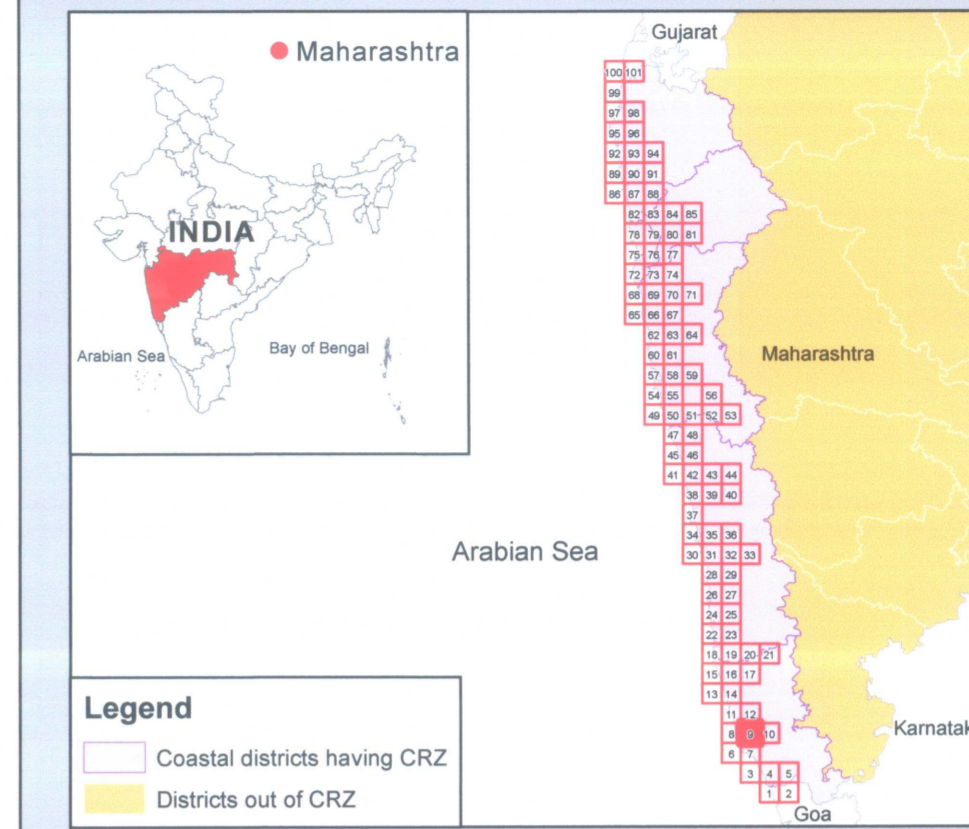 Maharashtra
INDIA
Arabian Sea
Bay of Bengal
Gujarat
100 101
99
97 98
95 96
92 93 94
89 90 91
86 87 88
82 83 84 85
78 79 80 81
75 76 77
72 73 74
68 69 70 71
65 66 67
62 63 64
Maharashtra
60 61
57 58 59
54 55 56
49 50 51 52 53
47 48
45 46
41 42 43 44
38 39 40
37
34 35 36
Arabian Sea
30 31 32 33
28 29
26 27
24 25
22 23
18 19 20 21
15 16 17
13 14
11 12
8 9 10
Karnatak
6 7
3 4 5
1 2
Goa
Legend
Coastal districts having CRZ
Districts out of CRZ